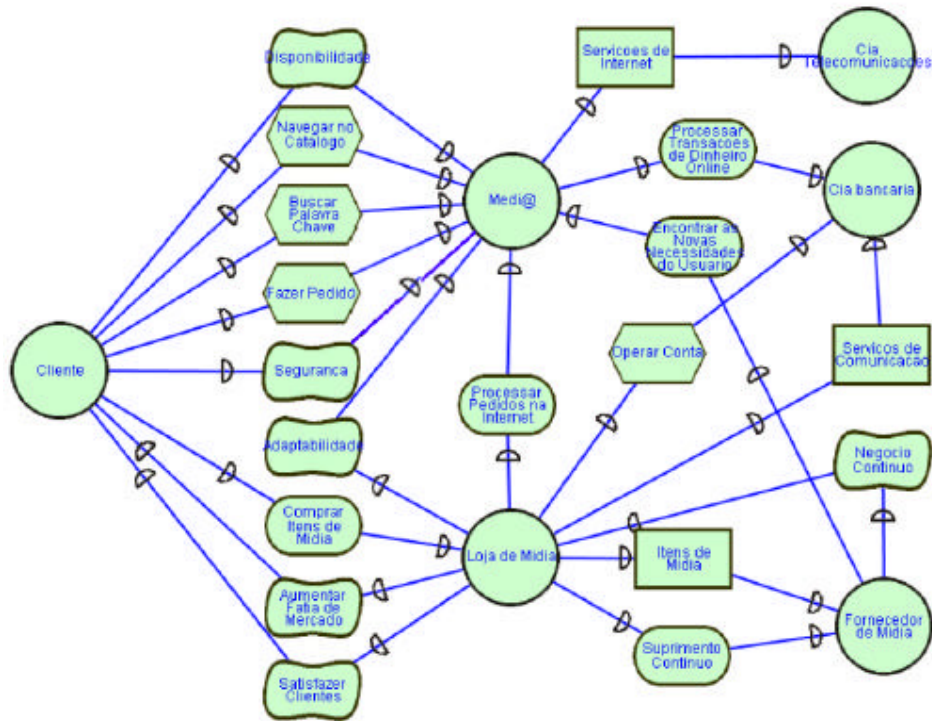 Disponibilidade
Servicoes de
Internet
Cia
Telecomunicacoes
Navegar no
Catalogo
Processar
Transacoes
de Dinheiro
Online
Buscar
Palavra
Chave
Medi@
Cia bancaria
Encontrar as
Novas
Necessidades
do Usuario
Fazer Pedido
Cliente
Seguranca
Operar Conta
Servicos de
Comunicacao
Processar
Pedidos na
Internet
Adaptabilidade
Negocio
Continuo
Comprar
Itens de
Midia
Loja de Midia
Itens de
Midia
Aumentar
Fatia de
Mercado
Fornecedor
de Midia
Suprimento
Continuo
Satisfazer
Clientes